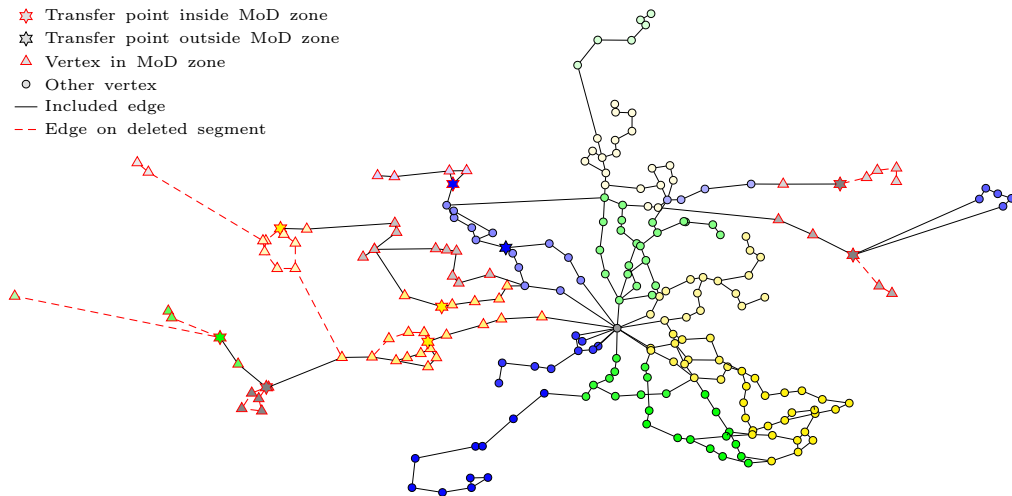 Transfer point inside MoD zone
Transfer point outside MoD zone
Vertex in MoD zone
Other vertex
Included edge
Edge on deleted segment